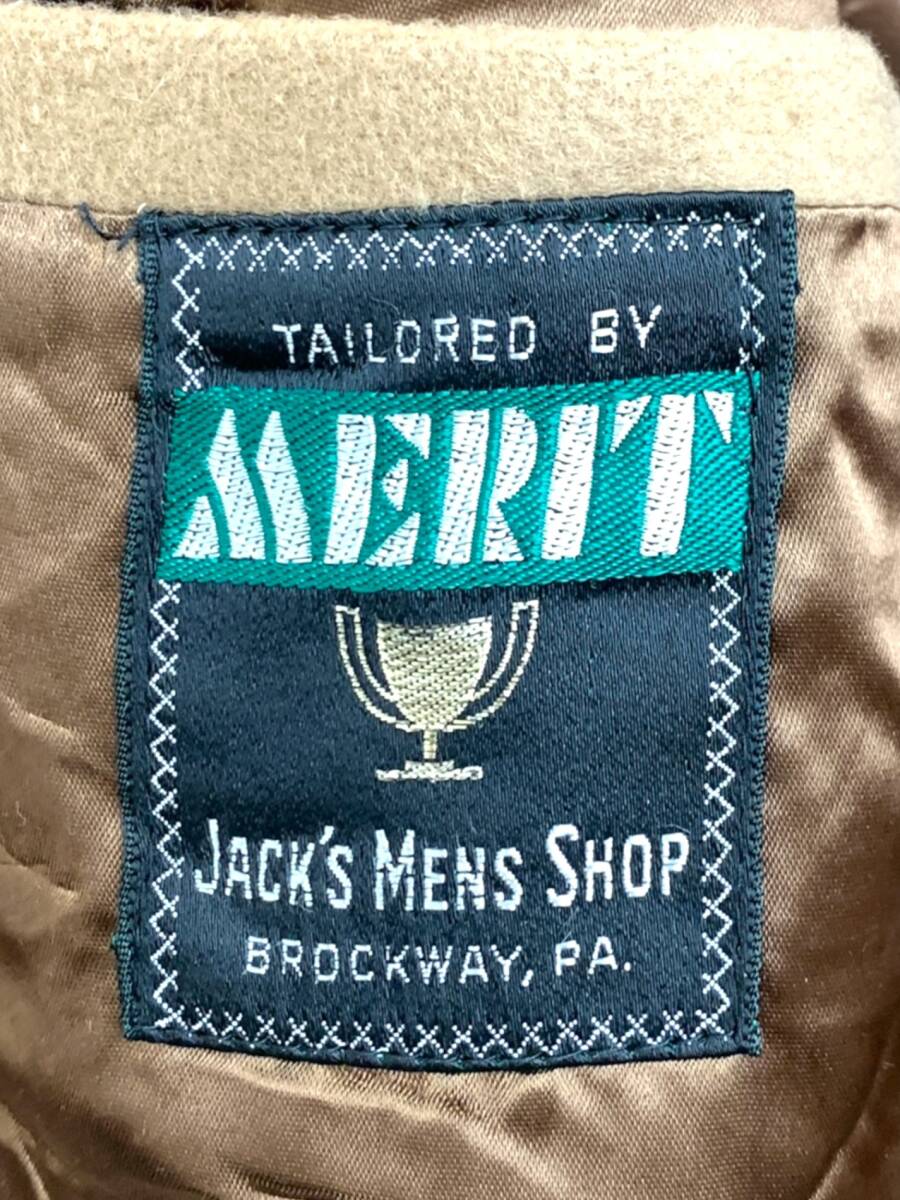 TAILORED BY
MERIT
JACK'S MENS SHOP
BROCKWAY, PA.